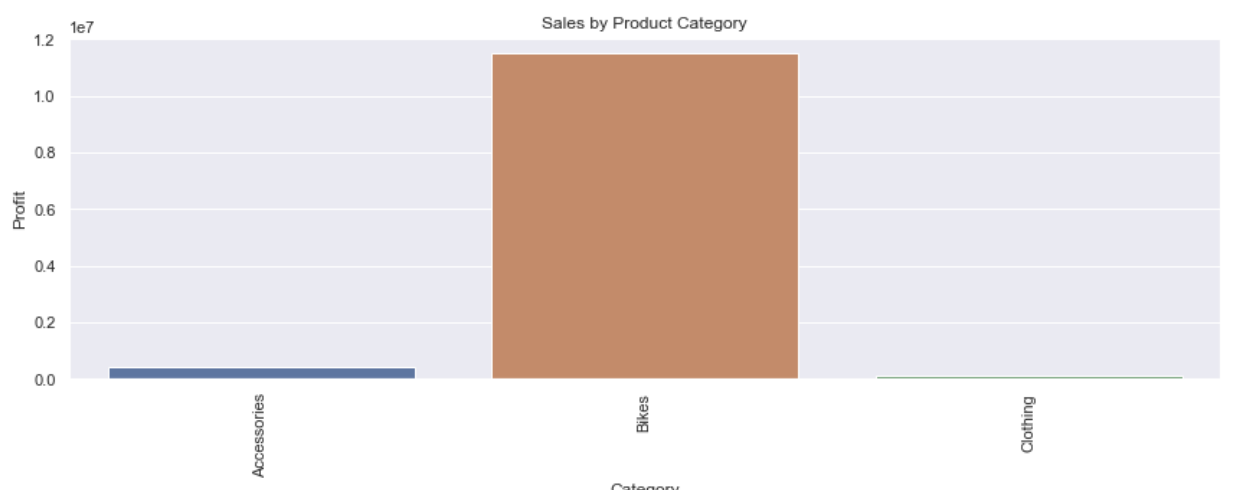 Sales by Product Category
1e7
1.2
1.0
0.8
0.6
0.4
0.2
0.0
Profit
Accessories
Bikes
Clothing
Category